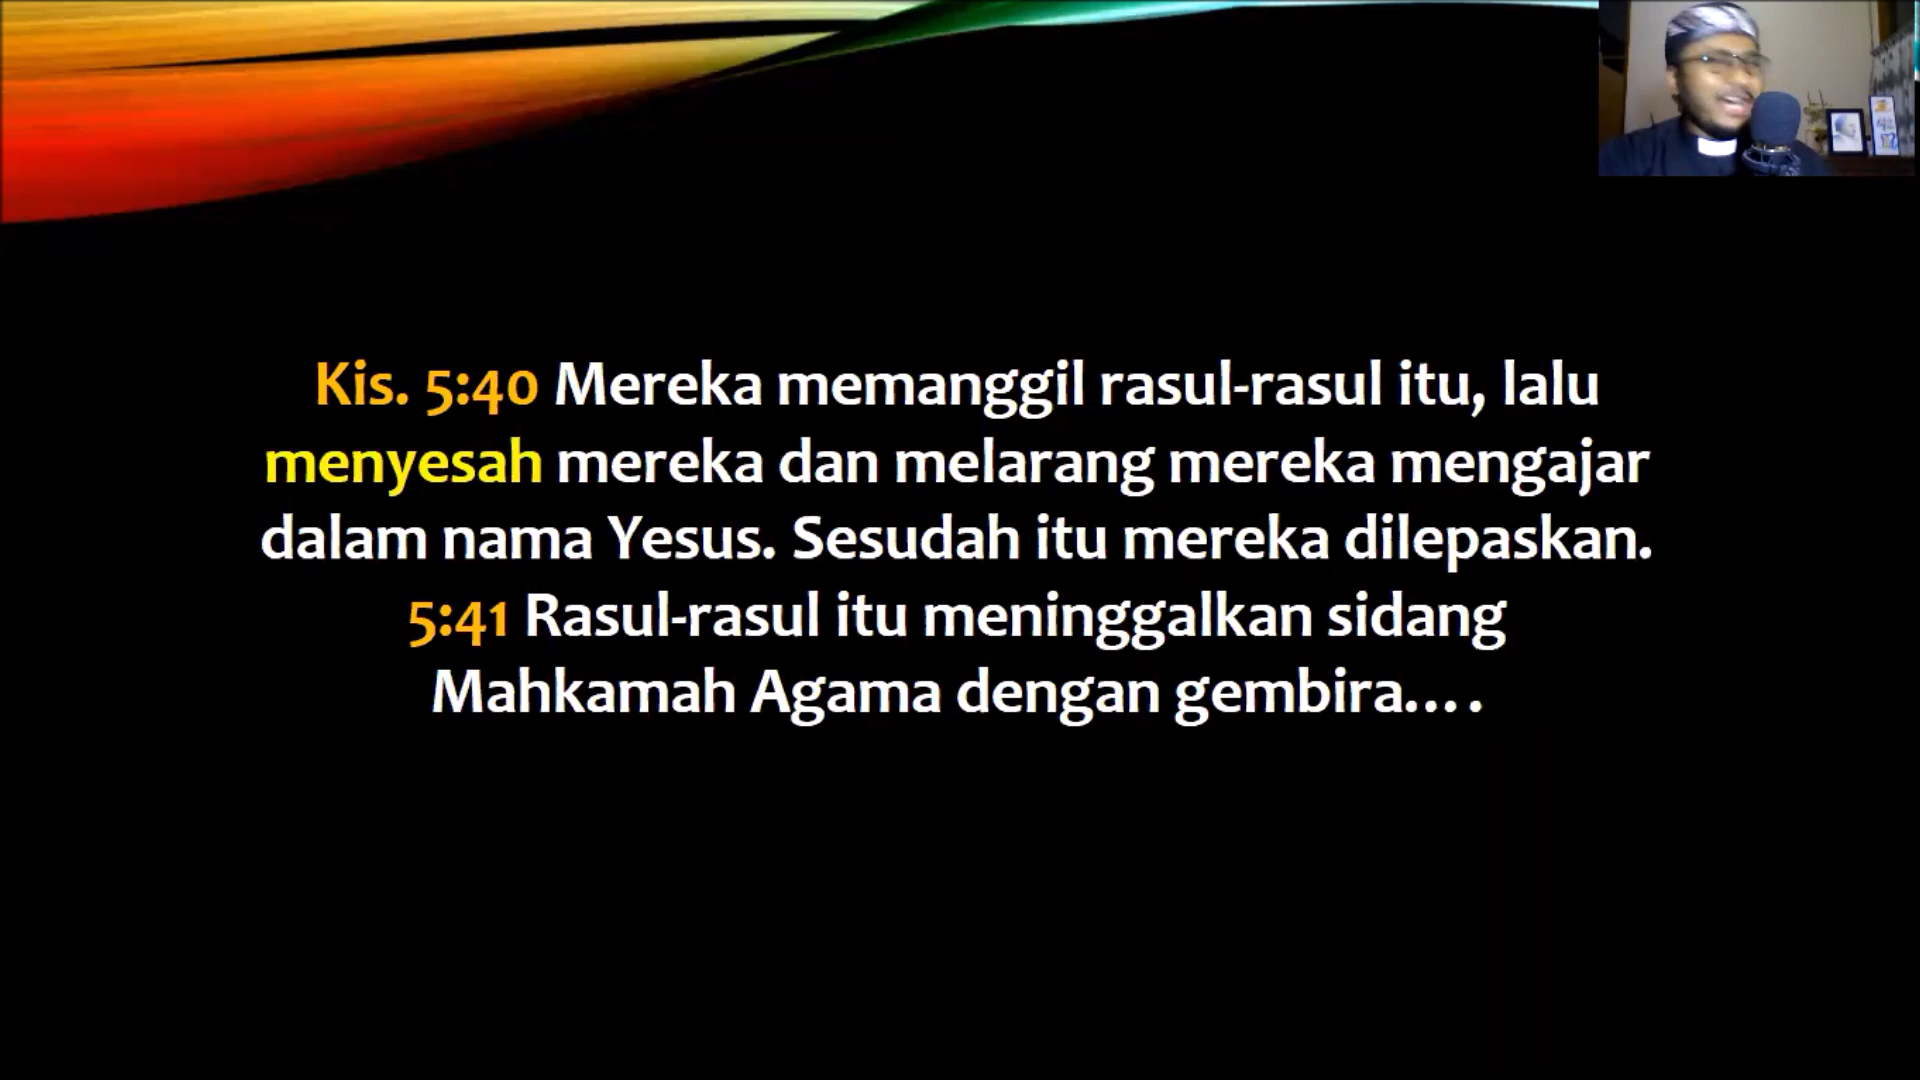 Kis. 5:40 Mereka memanggil rasul-rasul itu, lalu
menyesah mereka dan melarang mereka mengajar
dalam nama Yesus. Sesudah itu mereka dilepaskan.
5:41 Rasul-rasul itu meninggalkan sidang
Mahkamah Agama dengan gembira....